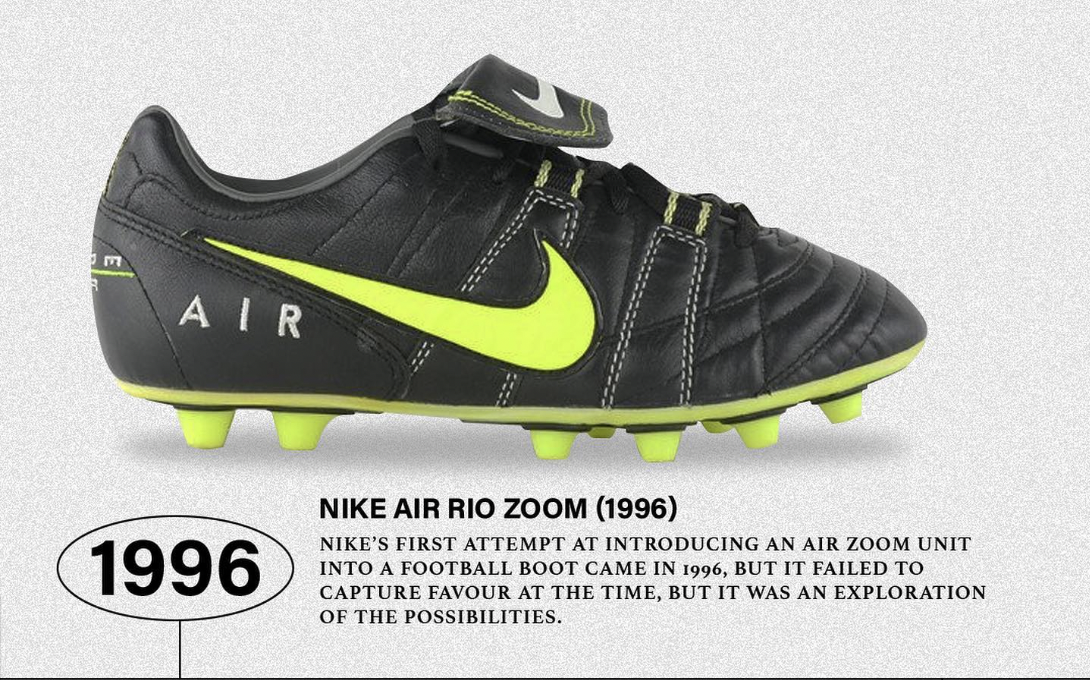 AIR
1996
NIKE AIR RIO ZOOM (1996)
NIKE'S FIRST ATTEMPT AT INTRODUCING AN AIR ZOOM UNIT
INTO A FOOTBALL BOOT CAME IN 1996, BUT IT FAILED TO
CAPTURE FAVOUR AT THE TIME, BUT IT WAS AN EXPLORATION
OF THE POSSIBILITIES.